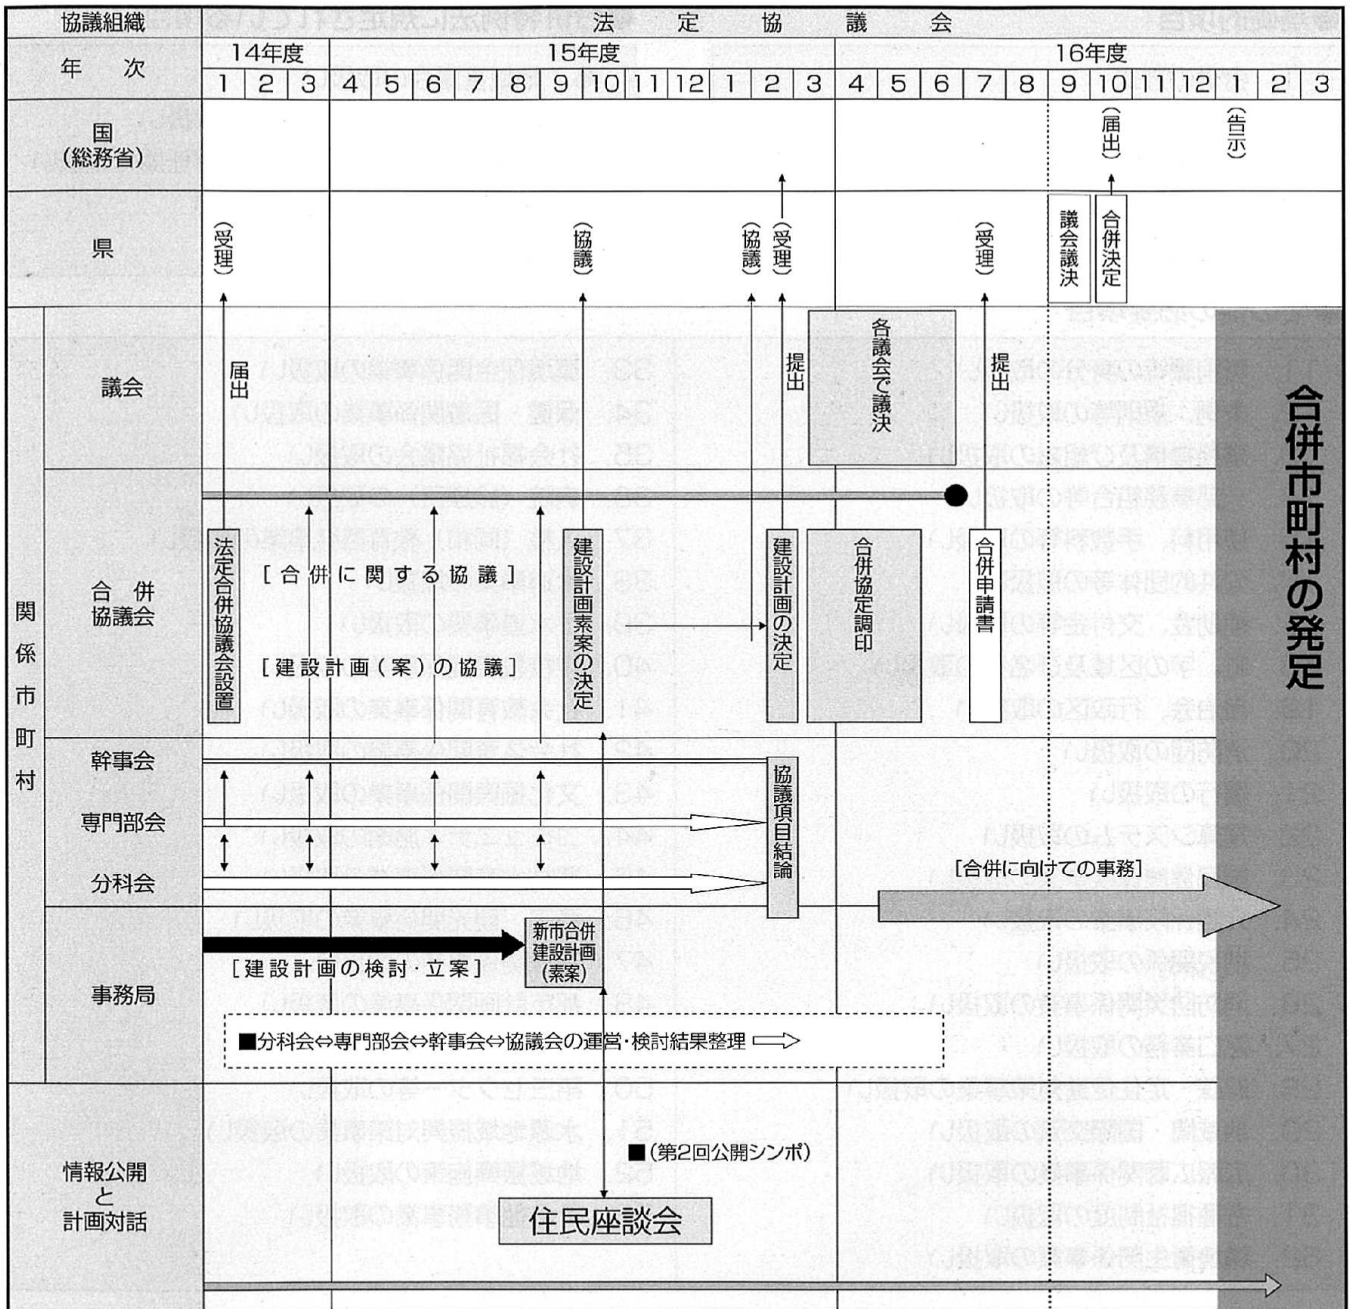 協議組織
法定協議会
年次
14年度
15年度
16年度
1 2 3 4 5 6 7 8 9 10 11 12 1 2 3 4 5 6 7 8 9 10 11 12 1 2 3
国
(総務省)
(届出)
(告示)
県
(受理)
(協議)
(協議)
(受理)
(受理)
議会議決
合併決定
関係市町村
議会
届出
提出
各議会で議決
提出
合併市町村の発足
合併
協議会
法定合併協議会設置
[合併に関する協議]
[建設計画(案)の協議]
建設計画素案の決定
建設計画の決定
合併協定調印
合併申請書
幹事会
専門部会
分科会
協議項目結論
[合併に向けての事務]
事務局
[建設計画の検討・立案]
新市合併
建設計画
(素案)
■分科会⇔専門部会⇔幹事会⇔協議会の運営・検討結果整理
情報公開
と
計画対話
■(第2回公開シンポ)
住民座談会